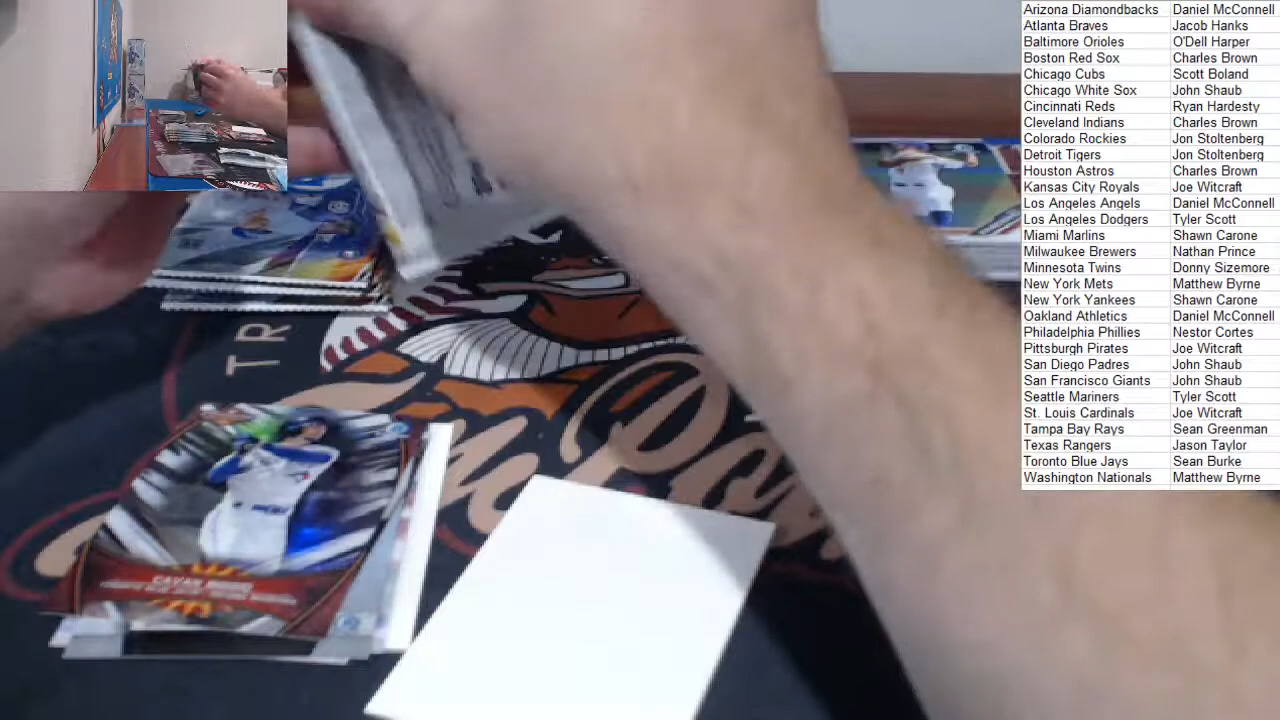 Arizona Diamondbacks Daniel McConnell
Atlanta Braves Jacob Hanks
Baltimore Orioles O'Dell Harper
Boston Red Sox Charles Brown
Chicago Cubs Scott Boland
Chicago White Sox John Shaub
Cincinnati Reds Ryan Hardesty
Cleveland Indians Charles Brown
Colorado Rockies Jon Stoltenberg
Detroit Tigers Jon Stoltenberg
Houston Astros Charles Brown
Kansas City Royals Joe Witcraft
Los Angeles Angels Daniel McConnell
Los Angeles Dodgers Tyler Scott
Miami Marlins Shawn Carone
Milwaukee Brewers Nathan Prince
Minnesota Twins Donny Sizemore
New York Mets Matthew Byrne
New York Yankees Shawn Carone
Oakland Athletics Daniel McConnell
Philadelphia Phillies Nestor Cortes
Pittsburgh Pirates Joe Witcraft
San Diego Padres John Shaub
San Francisco Giants John Shaub
Seattle Mariners Tyler Scott
St. Louis Cardinals Joe Witcraft
Tampa Bay Rays Sean Greenman
Texas Rangers Jason Taylor
Toronto Blue Jays Sean Burke
Washington Nationals Matthew Byrne
TR
CAVAN